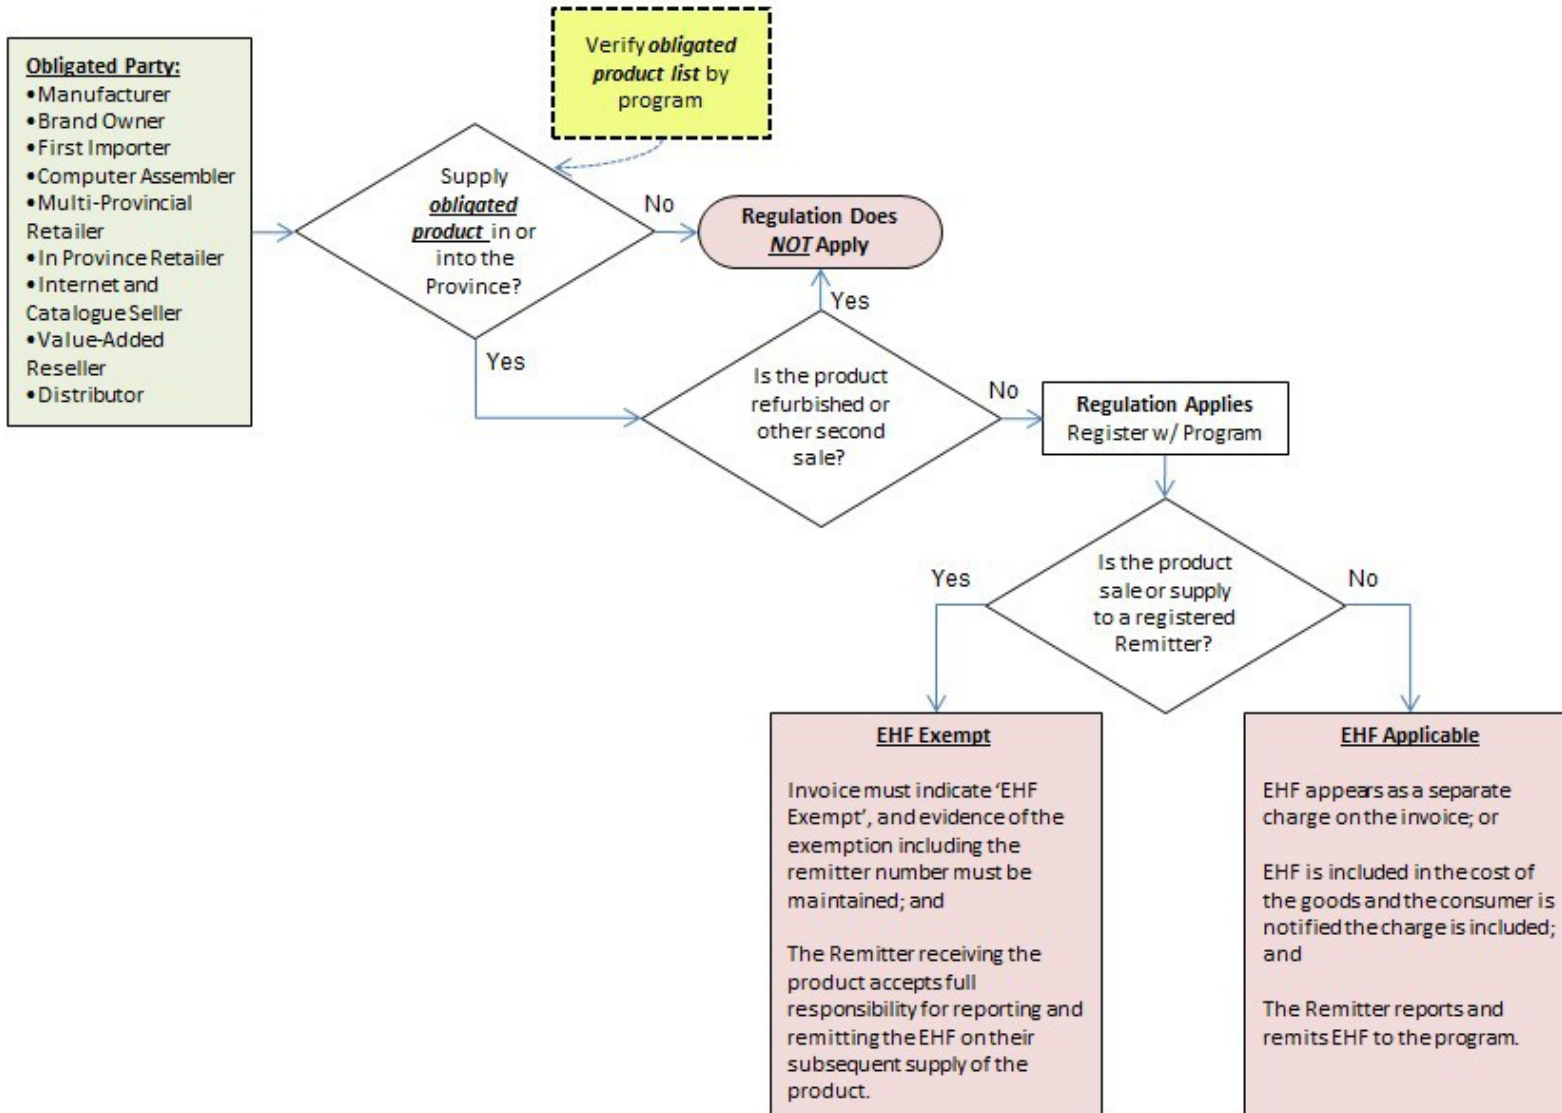 Obligated Party:
•Manufacturer
•Brand Owner
•First Importer
•Computer Assembler
•Multi-Provincial
Retailer
•In Province Retailer
•Internet and
Catalogue Seller
•Value-Added
Reseller
•Distributor
Verify obligated
product list by
program
Supply
obligated
product in or
into the
Province?
No
Regulation Does
NOT Apply
Yes
Yes
Is the product
refurbished or
other second
sale?
No
Regulation Applies
Register w/ Program
Is the product
sale or supply
to a registered
Remitter?
Yes
No
EHF Exempt
Invoice must indicate ‘EHF
Exempt’, and evidence of the
exemption including the
remitter number must be
maintained; and
The Remitter receiving the
product accepts full
responsibility for reporting and
remitting the EHF on their
subsequent supply of the
product.
EHF Applicable
EHF appears as a separate
charge on the invoice; or
EHF is included in the cost of
the goods and the consumer is
notified the charge is included;
and
The Remitter reports and
remits EHF to the program.